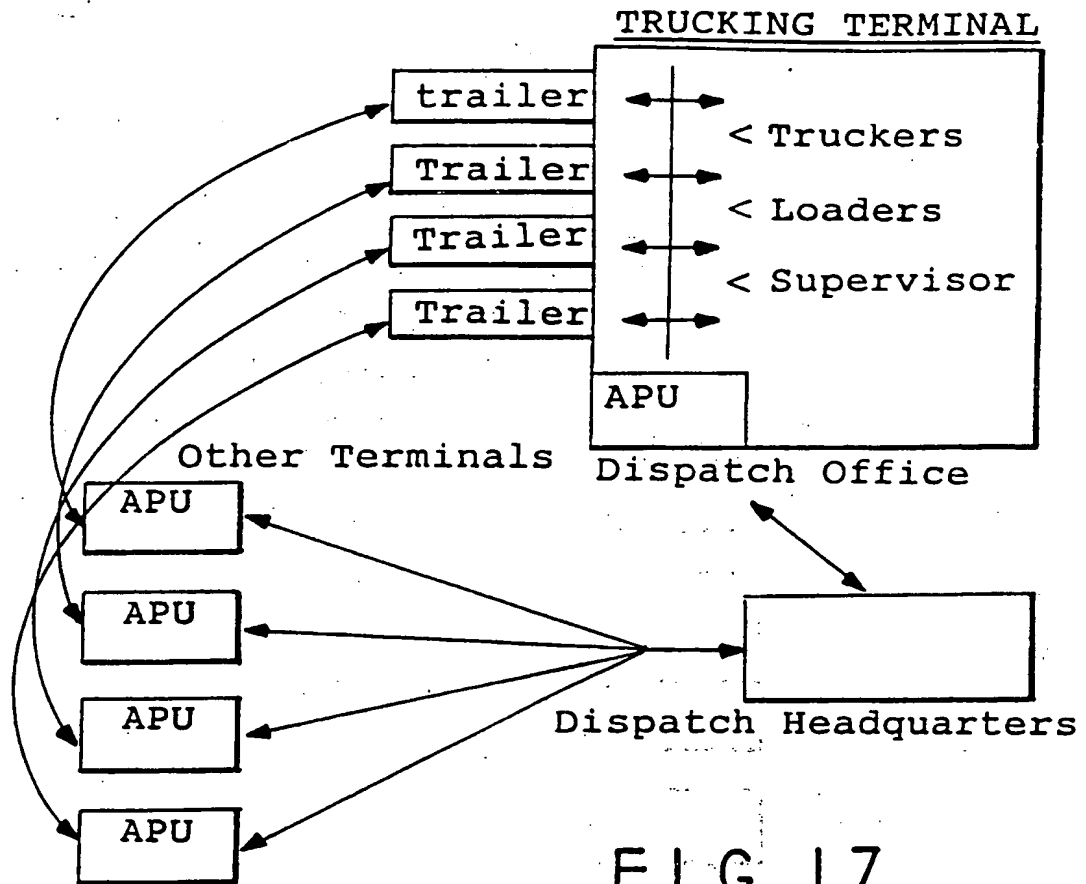 TRUCKING TERMINAL
trailer
< Truckers
Trailer
< Loaders
Trailer
< Supervisor
Trailer
APU
Other Terminals
Dispatch Office
APU
APU
APU
APU
Dispatch Headquarters
FIG 17